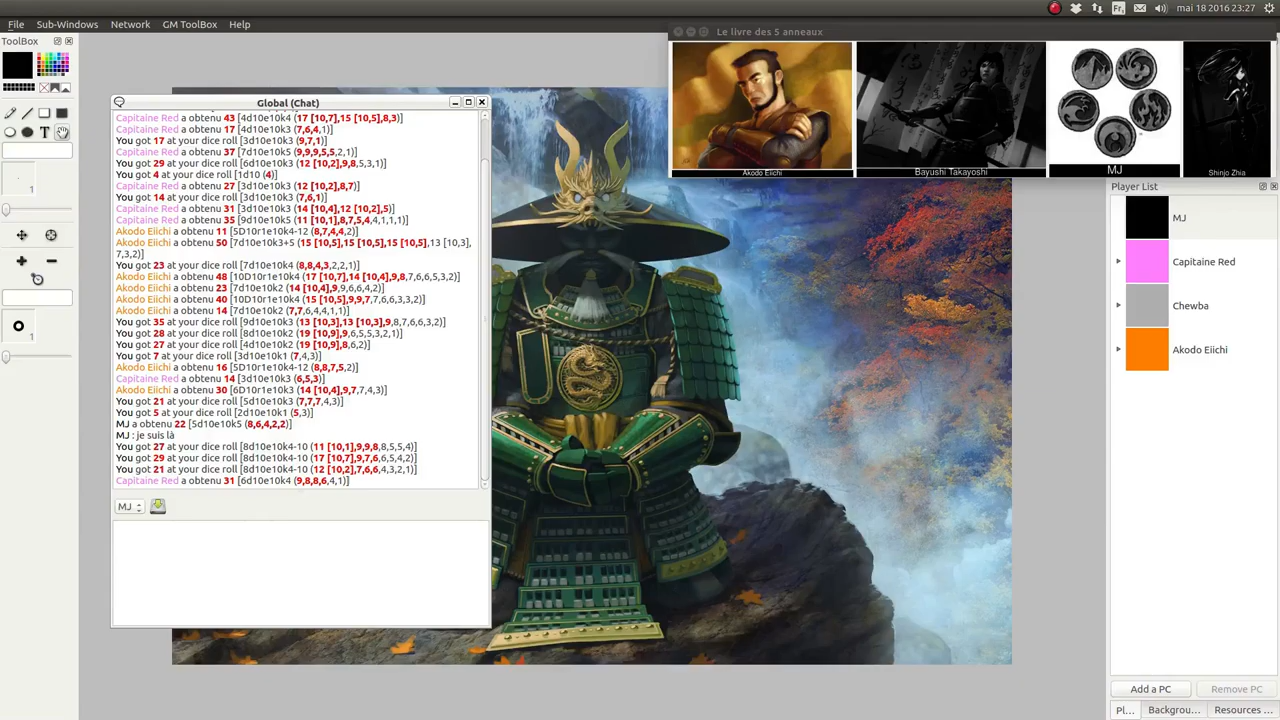 File Sub-Windows Network GM ToolBox Help
Fr,
mai 18 2016 23:27
ToolBox
Le livre des 5 anneaux
Akodo Eiichi
Bayushi Takayoshi
MJ
Shinjo Zhia
Global (Chat)
Capitaine Red a obtenu 43 [4d10e10k4 (17 [10,7],15 [10,5],8,3)]
Capitaine Red a obtenu 17 [4d10e10k3 (7,6,4,1)]
You got 17 at your dice roll [3d10e10k3 (9,7,1)]
Capitaine Red a obtenu 37 [7d10e10k5 (9,9,9,5,5,2,1)]
You got 29 at your dice roll [6d10e10k3 (12 [10,2],9,8,5,3,1)]
You got 4 at your dice roll [1d10 (4)]
Capitaine Red a obtenu 27 [3d10e10k3 (12 [10,2],8,7)]
You got 14 at your dice roll [3d10e10k3 (7,6,1)]
Capitaine Red a obtenu 31 [3d10e10k3 (14 [10,4],12 [10,2],5)]
Capitaine Red a obtenu 35 [9d10e10k5 (11 [10,1],8,7,5,4,4,1,1,1)]
Akodo Eiichi a obtenu 11 [5D10r1e10k4-12 (8,7,4,4,2)]
Akodo Eiichi a obtenu 50 [7d10e10k3+5 (15 [10,5],15 [10,5],15 [10,5],13 [10,3],
7,3,2)]
You got 23 at your dice roll [7d10e10k4 (8,8,4,3,2,2,1)]
Akodo Eiichi a obtenu 48 [10D10r1e10k4 (17 [10,7],14 [10,4],9,8,7,6,6,5,3,2)]
Akodo Eiichi a obtenu 23 [7d10e10k2 (14 [10,4],9,9,6,6,4,2)]
Akodo Eiichi a obtenu 40 [10D10r1e10k4 (15 [10,5],9,9,7,7,6,6,3,3,2)]
Akodo Eiichi a obtenu 14 [7d10e10k2 (7,7,6,4,4,1,1)]
You got 35 at your dice roll [9d10e10k3 (13 [10,3],13 [10,3],9,8,7,6,6,3,2)]
You got 28 at your dice roll [8d10e10k2 (19 [10,9],9,6,5,5,3,2,1)]
You got 27 at your dice roll [4d10e10k2 (19 [10,9],8,6,2)]
You got 7 at your dice roll [3d10e10k1 (7,4,3)]
Akodo Eiichi a obtenu 16 [5D10r1e10k4-12 (8,8,7,5,2)]
Capitaine Red a obtenu 14 [3d10e10k3 (6,5,3)]
Akodo Eiichi a obtenu 30 [6D10r1e10k3 (14 [10,4],9,7,7,4,3)]
You got 21 at your dice roll [5d10e10k3 (7,7,7,4,3)]
You got 5 at your dice roll [2d10e10k1 (5,3)]
MJ a obtenu 22 [5d10e10k5 (8,6,4,2,2)]
MJ : je suis là
You got 27 at your dice roll [8d10e10k4-10 (11 [10,1],9,9,8,8,5,5,4)]
You got 29 at your dice roll [8d10e10k4-10 (17 [10,7],9,7,6,6,5,4,2)]
You got 21 at your dice roll [8d10e10k4-10 (12 [10,2],7,6,6,4,3,2,1)]
Capitaine Red a obtenu 31 [6d10e10k4 (9,8,8,6,4,1)]
MJ
1
1
Player List
MJ
Capitaine Red
Chewba
Akodo Eiichi
Add a PC
Remove PC
Pl... Backgrou... Resources ...